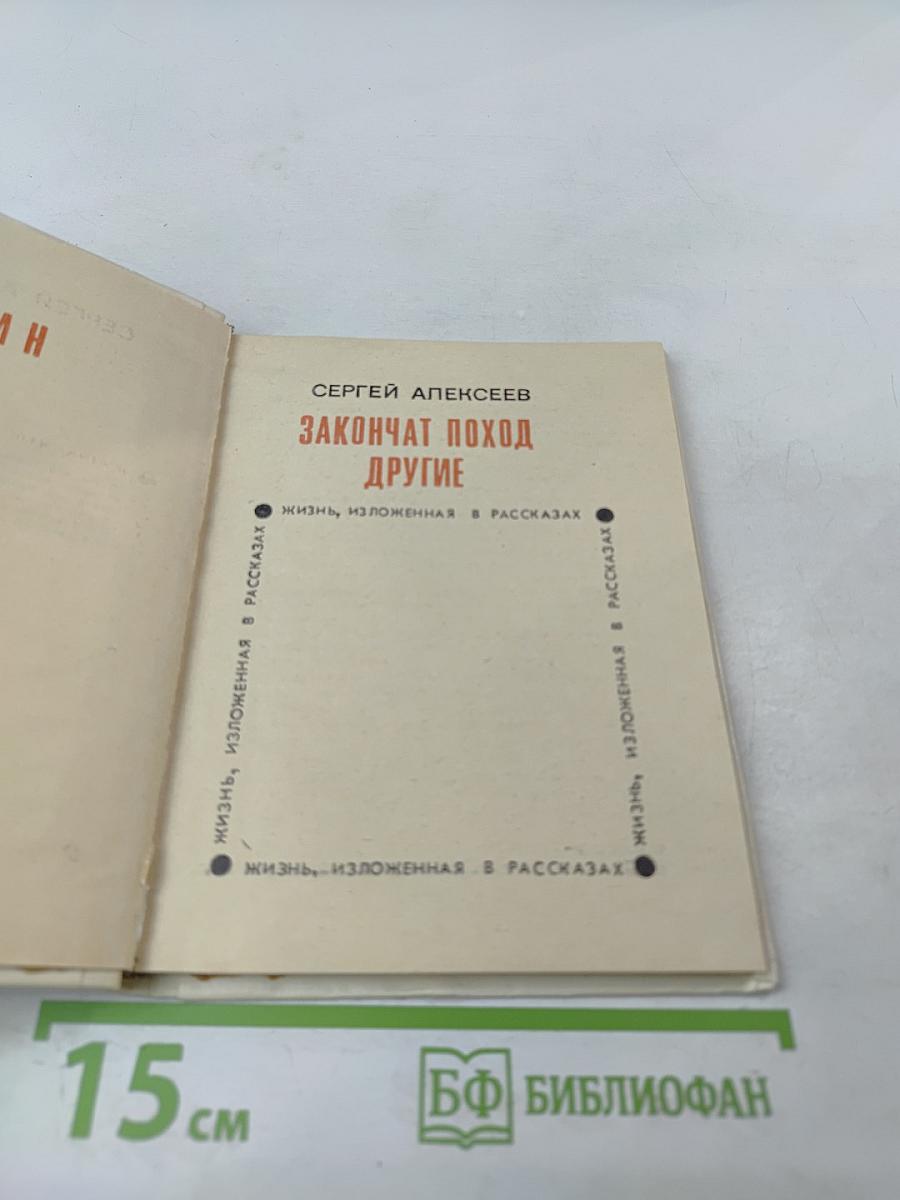 ИН
СЕРГЕЙ АЛЕКСЕЕВ
ЗАКОНЧАТ ПОХОД
ДРУГИЕ
ЖИЗНЬ, ИЗЛОЖЕННАЯ В РАССКАЗАХ
ЖИЗНЬ, ИЗЛОЖЕННАЯ В РАССКАЗАХ
ЖИЗНЬ, ИЗЛОЖЕННАЯ В РАССКАЗАХ
ЖИЗНЬ, ИЗЛОЖЕННАЯ В РАССКАЗАХ
15 см
БФ БИБЛИОФАН